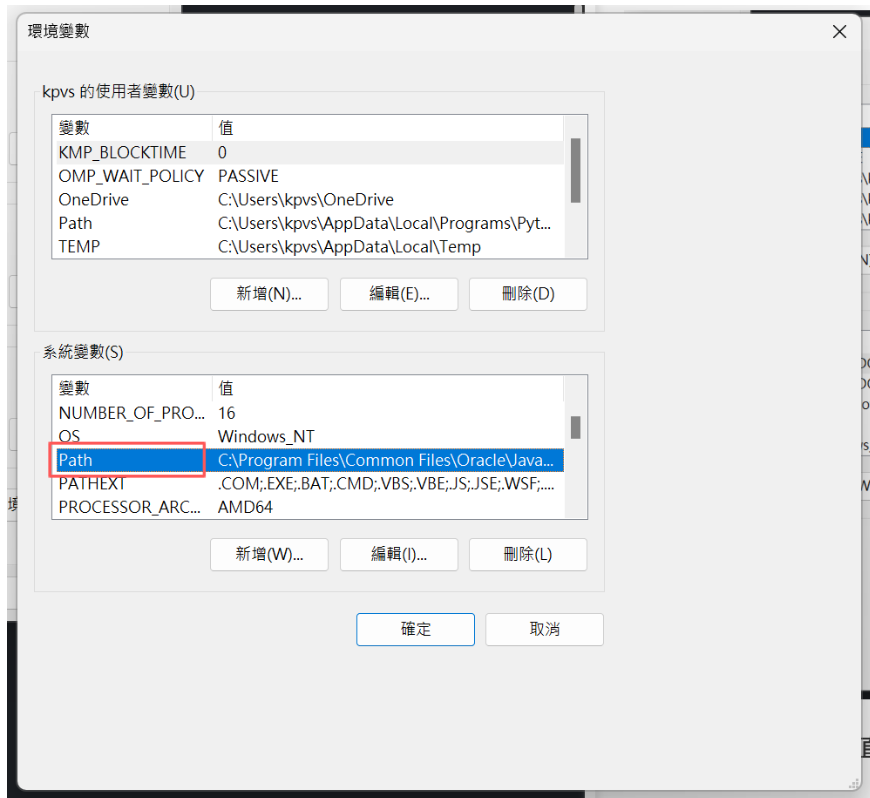 環境變數
kpvs 的使用者變數(U)
變數 值
KMP_BLOCKTIME 0
OMP_WAIT_POLICY PASSIVE
OneDrive C:\Users\kpvs\OneDrive
Path C:\Users\kpvs\AppData\Local\Programs\Pyt...
TEMP C:\Users\kpvs\AppData\Local\Temp
新增(N)... 編輯(E)... 刪除(D)
系統變數(S)
變數 值
NUMBER_OF_PRO... 16
OS Windows_NT
Path C:\Program Files\Common Files\Oracle\Java...
PATHEXT .COM;.EXE;.BAT;.CMD;.VBS;.VBE;.JS;.JSE;.WSF;....
PROCESSOR_ARC... AMD64
新增(W)... 編輯(I)... 刪除(L)
確定 取消